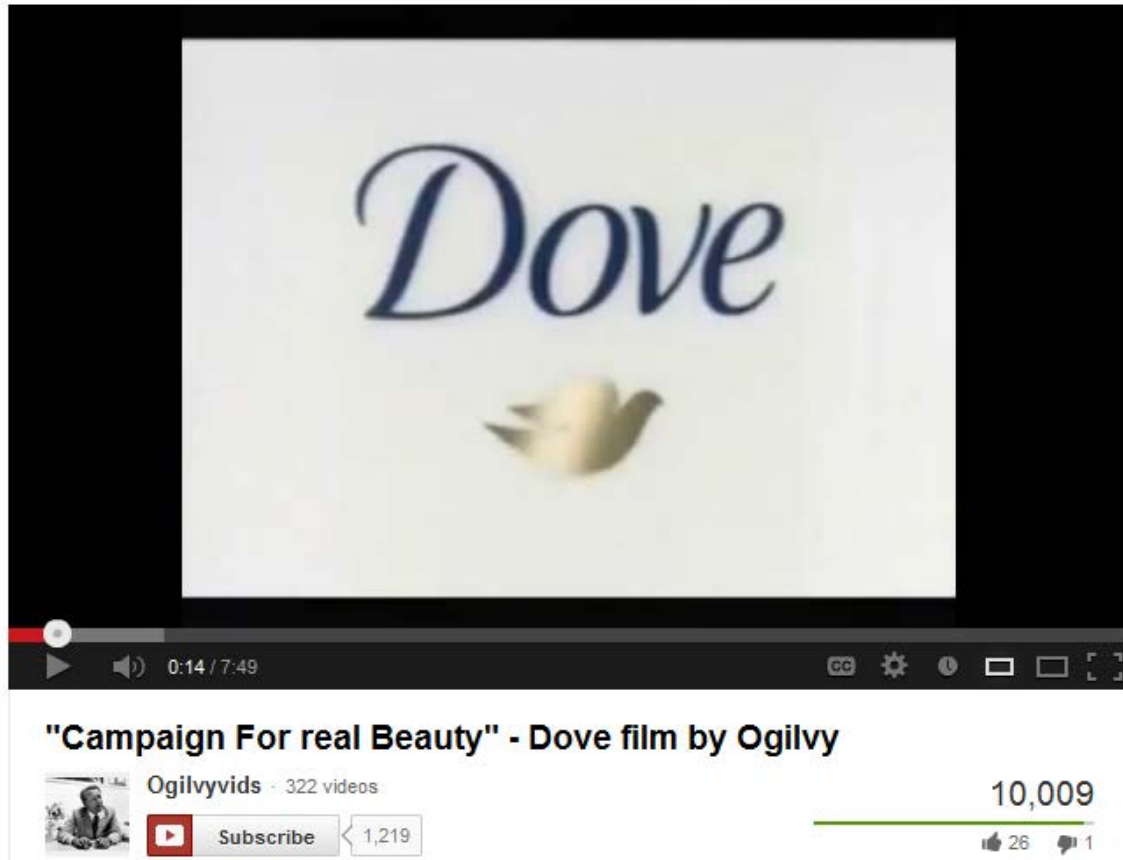 Dove
0:14 / 7:49
CC
"Campaign For real Beauty" - Dove film by Ogilvy
Ogilvyvids · 322 videos
10,009
Subscribe 1,219
26 1